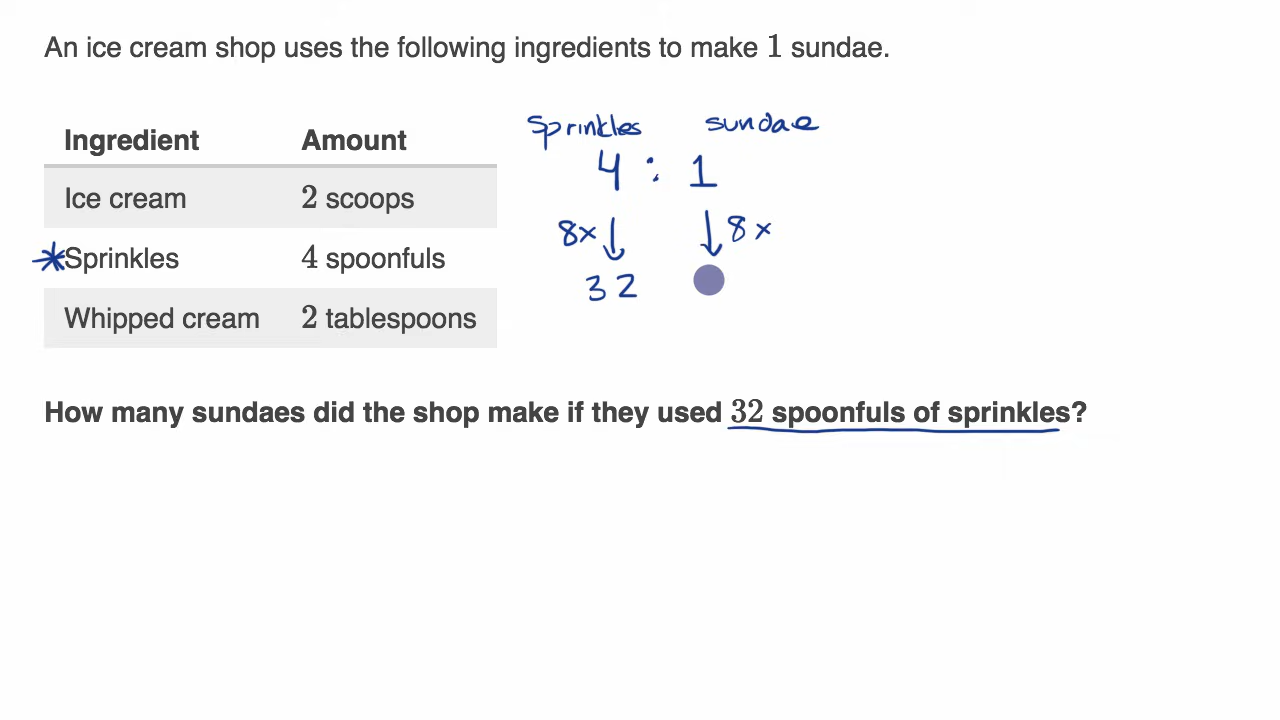 An ice cream shop uses the following ingredients to make 1 sundae.
Sprinkles sundae
Ingredient Amount
4 : 1
Ice cream 2 scoops
8x 8x
*Sprinkles 4 spoonfuls
32
Whipped cream 2 tablespoons
How many sundaes did the shop make if they used 32 spoonfuls of sprinkles?